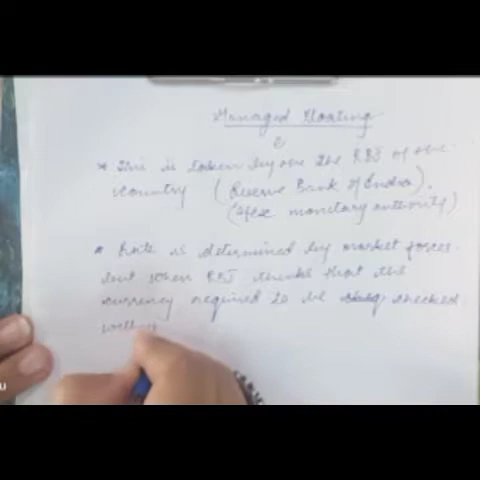 Managed Floating
* This is taken by the RBI of our
country (Reserve Bank of India).
(Apex monetary authority)
* Rate is determined by market forces.
but when RBI thinks that the
currency required to be checked
u